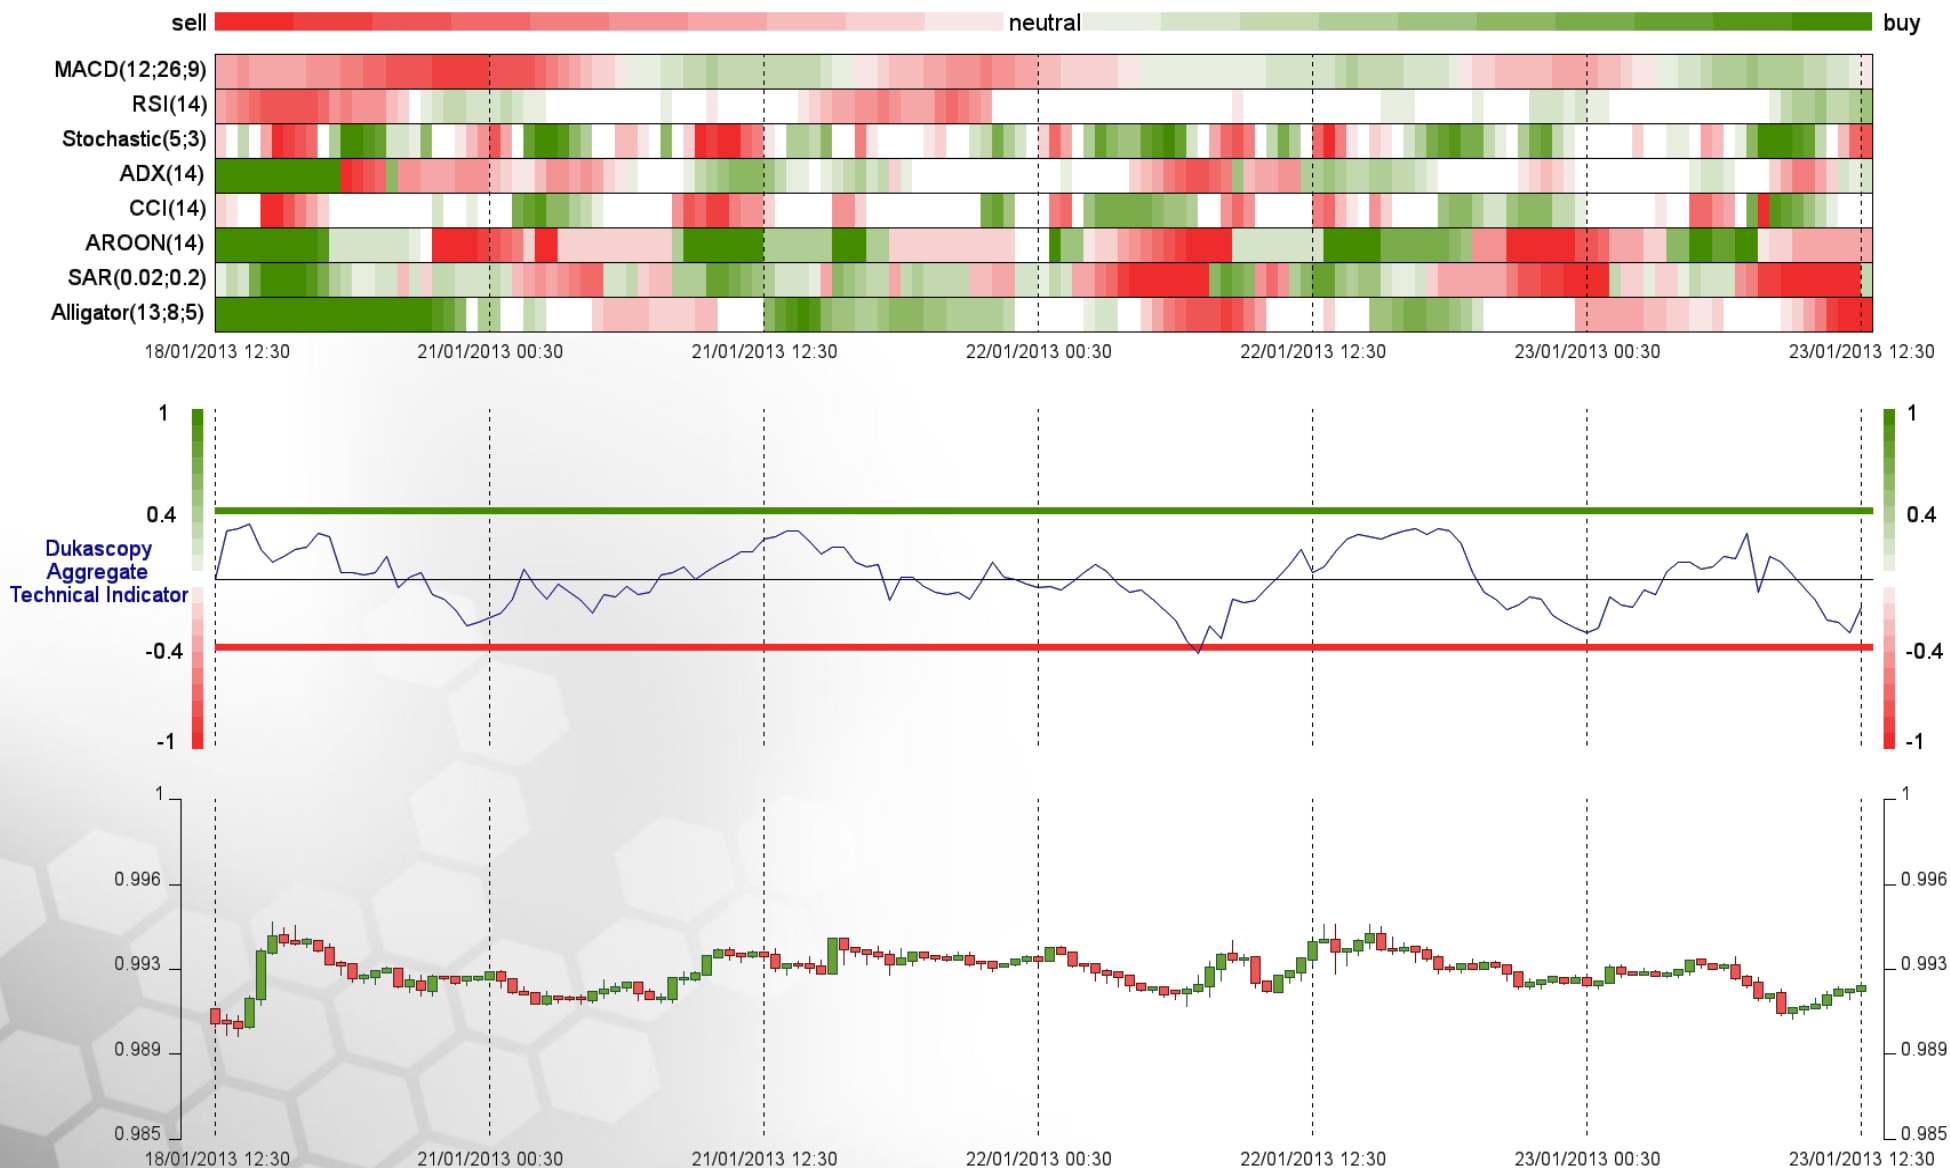 sell neutral buy
MACD(12;26;9)
RSI(14)
Stochastic(5;3)
ADX(14)
CCI(14)
AROON(14)
SAR(0.02;0.2)
Alligator(13;8;5)
18/01/2013 12:30 21/01/2013 00:30 21/01/2013 12:30 22/01/2013 00:30 22/01/2013 12:30 23/01/2013 00:30 23/01/2013 12:30
1 1
0.4 0.4
Dukascopy
Aggregate
Technical Indicator
-0.4 -0.4
-1 -1
1 1
0.996 0.996
0.993 0.993
0.989 0.989
0.985 0.985
18/01/2013 12:30 21/01/2013 00:30 21/01/2013 12:30 22/01/2013 00:30 22/01/2013 12:30 23/01/2013 00:30 23/01/2013 12:30